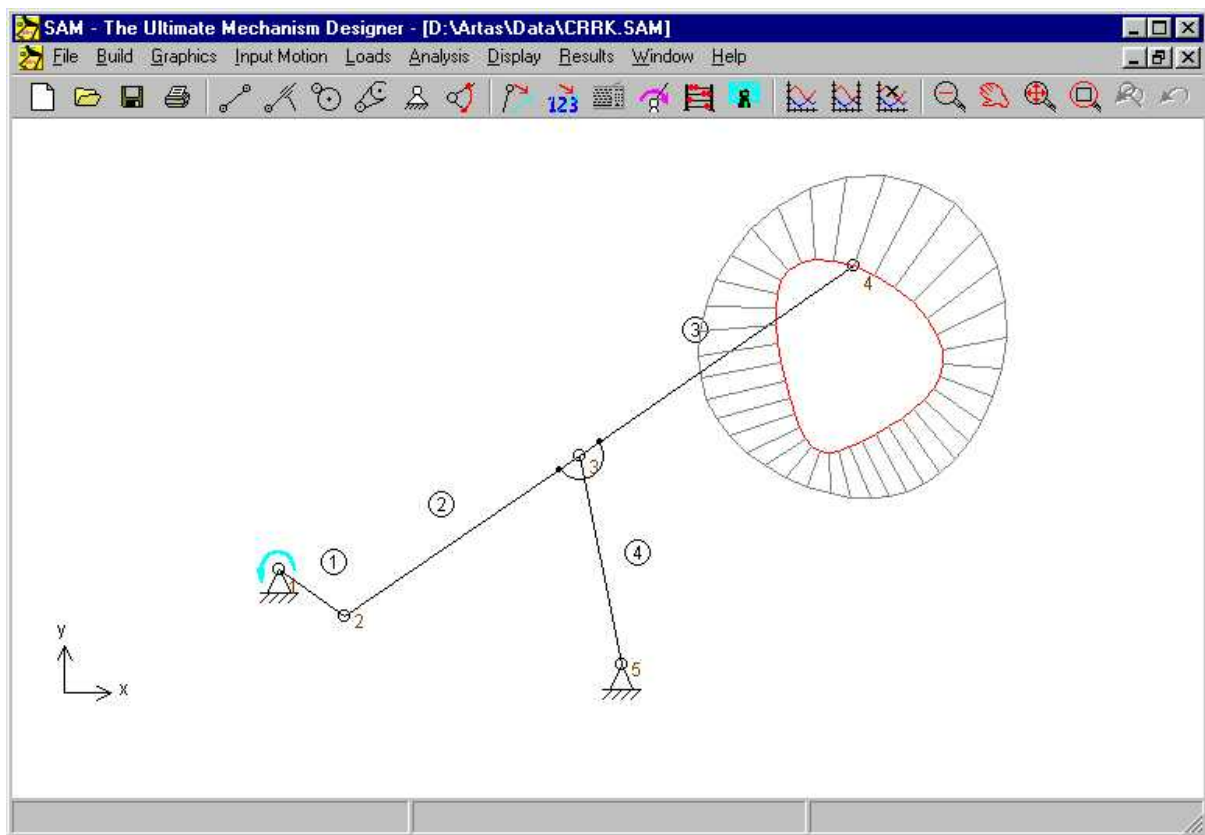 SAM - The Ultimate Mechanism Designer - [D:\Artas\Data\CRRK.SAM]
File Build Graphics Input Motion Loads Analysis Display Results Window Help
123
4
3
3
2
4
1
1
2
5
y
x